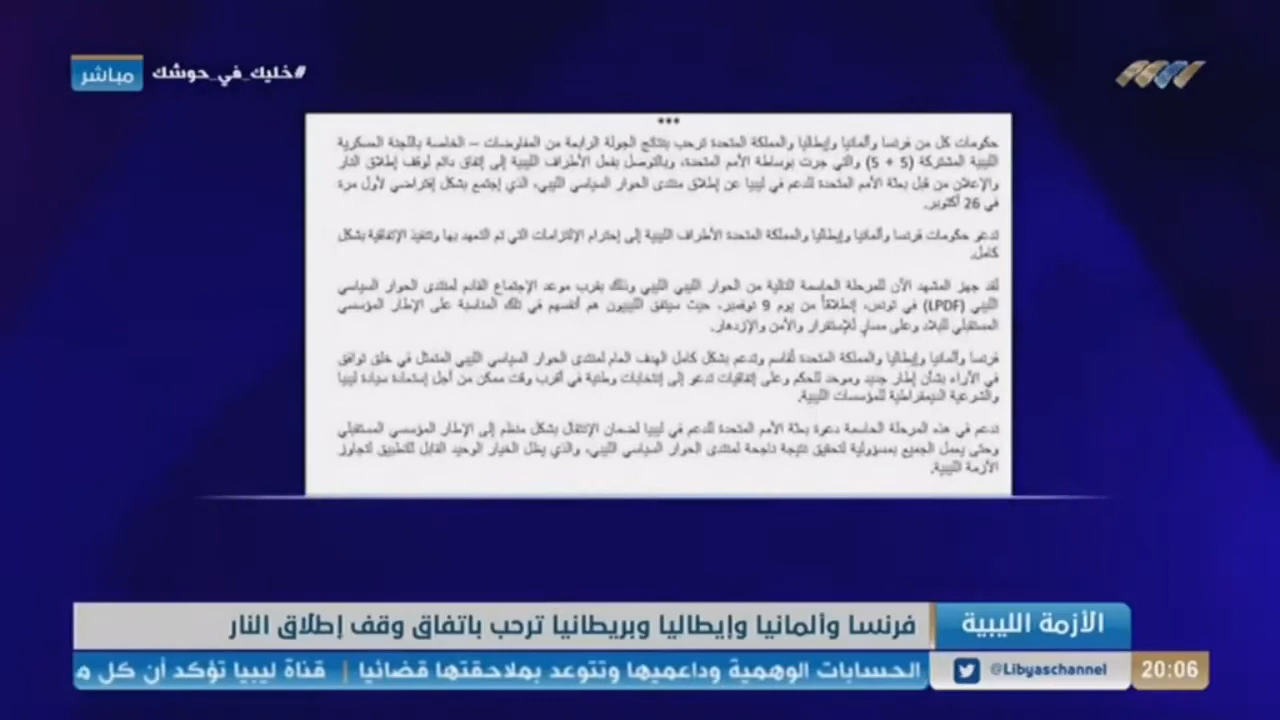 #خليك_في_حوشك
مباشر
***
حكومات كل من فرنسا وألمانيا وإيطاليا والمملكة المتحدة ترحب بنتائج الجولة الرابعة من المفاوضات – الخاصة باللجنة العسكرية
الليبية المشتركة (5 + 5) والتي جرت بوساطة الأمم المتحدة، وبالتوصل بفعل الأطراف الليبية إلى إتفاق دائم لوقف إطلاق النار
والإعلان من قبل بعثة الأمم المتحدة للدعم في ليبيا عن إطلاق منتدى الحوار السياسي الليبي، الذي إجتمع بشكل إفتراضي لأول مرة
في 26 أكتوبر.
تدعو حكومات فرنسا وألمانيا وإيطاليا والمملكة المتحدة الأطراف الليبية إلى إحترام الإلتزامات التي تم التعهد بها وتنفيذ الإتفاقية بشكل
كامل.
لقد جهز المشهد الآن للمرحلة الحاسمة التالية من الحوار الليبي الليبي وذلك بقرب موعد الإجتماع القادم لمنتدى الحوار السياسي
الليبي (LPDF) في تونس، إنطلاقاً من يوم 9 نوفمبر، حيث سيتفق الليبيون هم أنفسهم في تلك المناسبة على الإطار المؤسسي
المستقبلي للبلاد وعلى مسارٍ للإستقرار والأمن والإزدهار.
فرنسا وألمانيا وإيطاليا والمملكة المتحدة تُقاسم وتدعم بشكل كامل الهدف العام لمنتدى الحوار السياسي الليبي المتمثل في خلق توافق
في الآراء بشأن إطار جديد وموحد للحكم وعلى إتفاقيات تدعو إلى إنتخابات وطنية في أقرب وقت ممكن من أجل إستعادة سيادة ليبيا
والشرعية الديمقراطية للمؤسسات الليبية.
تدعم في هذه المرحلة الحاسمة دعوة بعثة الأمم المتحدة للدعم في ليبيا لضمان الإنتقال بشكل منظم إلى الإطار المؤسسي المستقبلي
وحتى يعمل الجميع بمسؤولية لتحقيق نتيجة ناجحة لمنتدى الحوار السياسي الليبي، والذي يظل الخيار الوحيد القابل للتطبيق لتجاوز
الأزمة الليبية.
الأزمة الليبية
فرنسا وألمانيا وإيطاليا وبريطانيا ترحب باتفاق وقف إطلاق النار
20:06
@Libyaschannel
الحسابات الوهمية وداعميها وتتوعد بملاحقتها قضائيا | قناة ليبيا تؤكد أن كل م